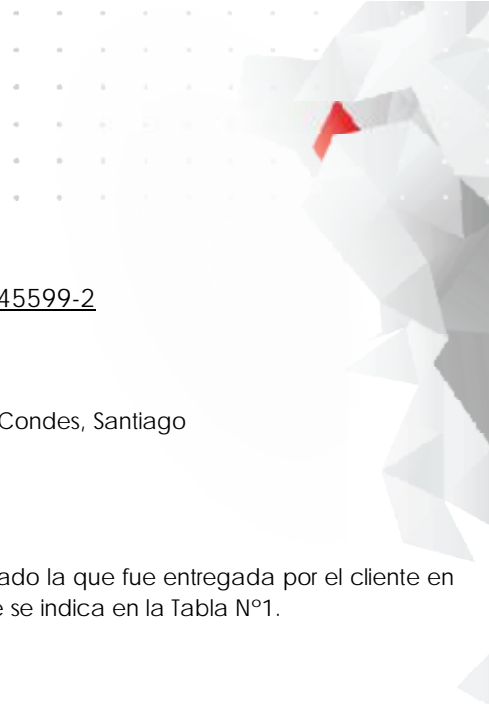 45599-2
Condes, Santiago
ado la que fue entregada por el cliente en
e se indica en la Tabla N°1.